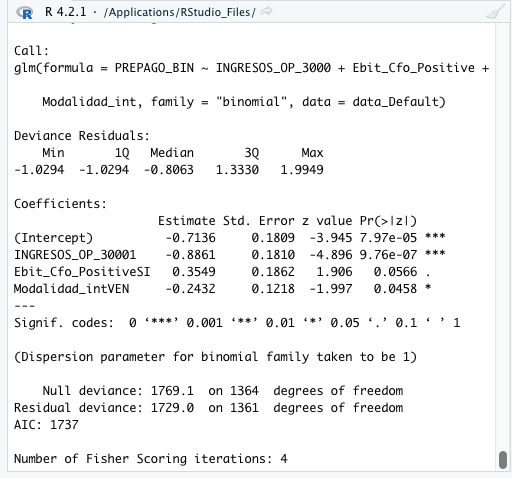 R 4.2.1 · /Applications/RStudio_Files/
Call:
glm(formula = PREPAGO_BIN ~ INGRESOS_OP_3000 + Ebit_Cfo_Positive +
    Modalidad_int, family = "binomial", data = data_Default)
Deviance Residuals:
    Min       1Q   Median       3Q      Max
-1.0294  -1.0294  -0.8063   1.3330   1.9949
Coefficients:
                    Estimate Std. Error z value Pr(>|z|)
(Intercept)          -0.7136     0.1809  -3.945 7.97e-05 ***
INGRESOS_OP_30001    -0.8861     0.1810  -4.896 9.76e-07 ***
Ebit_Cfo_PositiveSI   0.3549     0.1862   1.906   0.0566 .
Modalidad_intVEN     -0.2432     0.1218  -1.997   0.0458 *
---
Signif. codes:  0 ‘***’ 0.001 ‘**’ 0.01 ‘*’ 0.05 ‘.’ 0.1 ‘ ’ 1
(Dispersion parameter for binomial family taken to be 1)
    Null deviance: 1769.1  on 1364  degrees of freedom
Residual deviance: 1729.0  on 1361  degrees of freedom
AIC: 1737
Number of Fisher Scoring iterations: 4